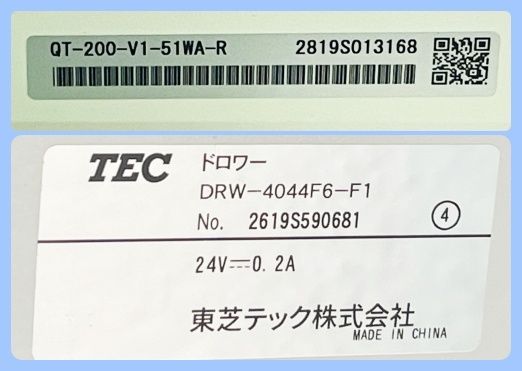 QT-200-V1-51WA-R 2819S013168
TEC ドロワー
DRW-4044F6-F1
No. 2619S590681 4
24V⎓0.2A
東芝テック株式会社
MADE IN CHINA